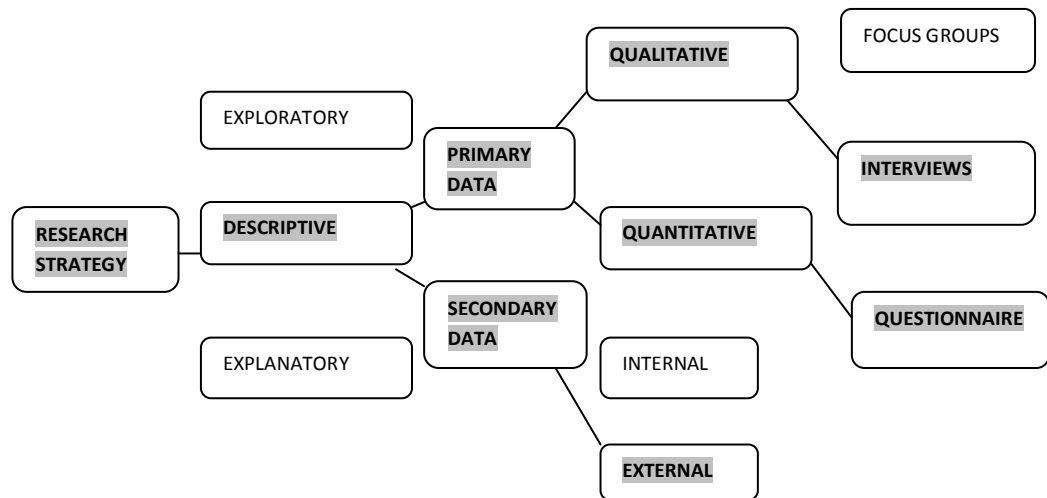 FOCUS GROUPS
QUALITATIVE
EXPLORATORY
PRIMARY
DATA
INTERVIEWS
RESEARCH
STRATEGY
DESCRIPTIVE
QUANTITATIVE
SECONDARY
DATA
QUESTIONNAIRE
EXPLANATORY
INTERNAL
EXTERNAL